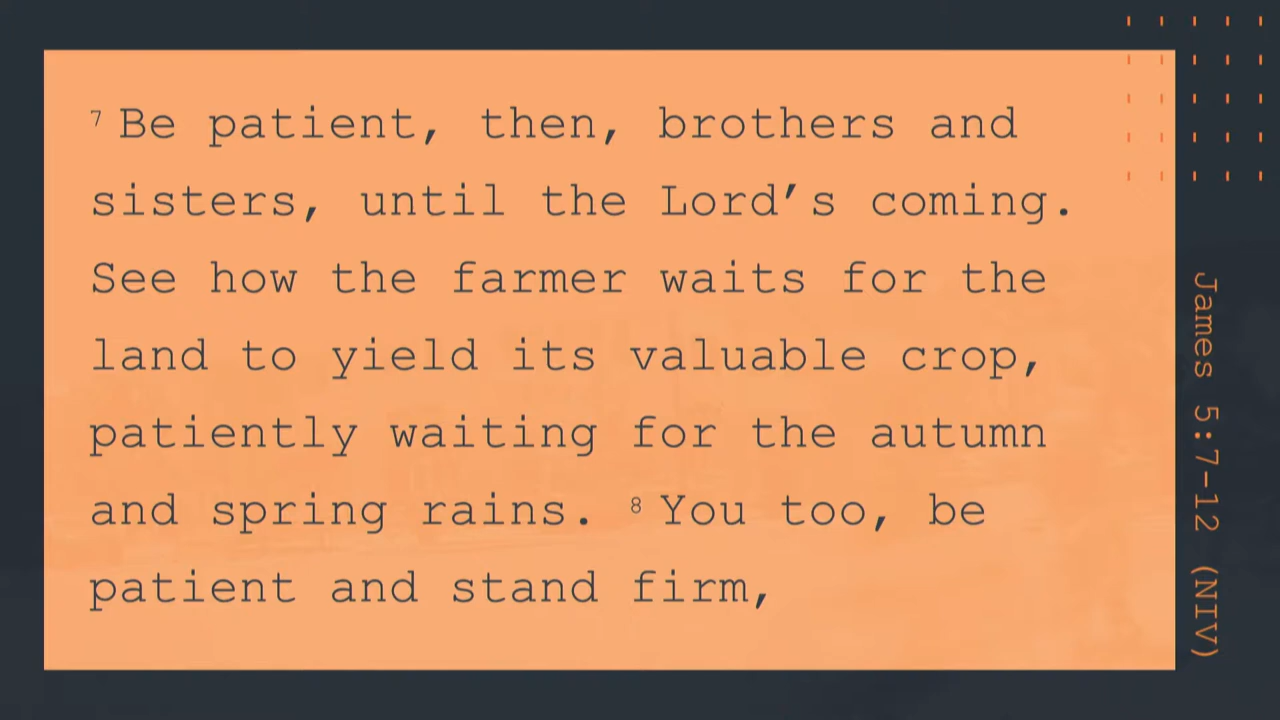 ⁷ Be patient, then, brothers and
sisters, until the Lord’s coming.
See how the farmer waits for the
land to yield its valuable crop,
patiently waiting for the autumn
and spring rains. ⁸ You too, be
patient and stand firm,
James 5:7-12 (NIV)